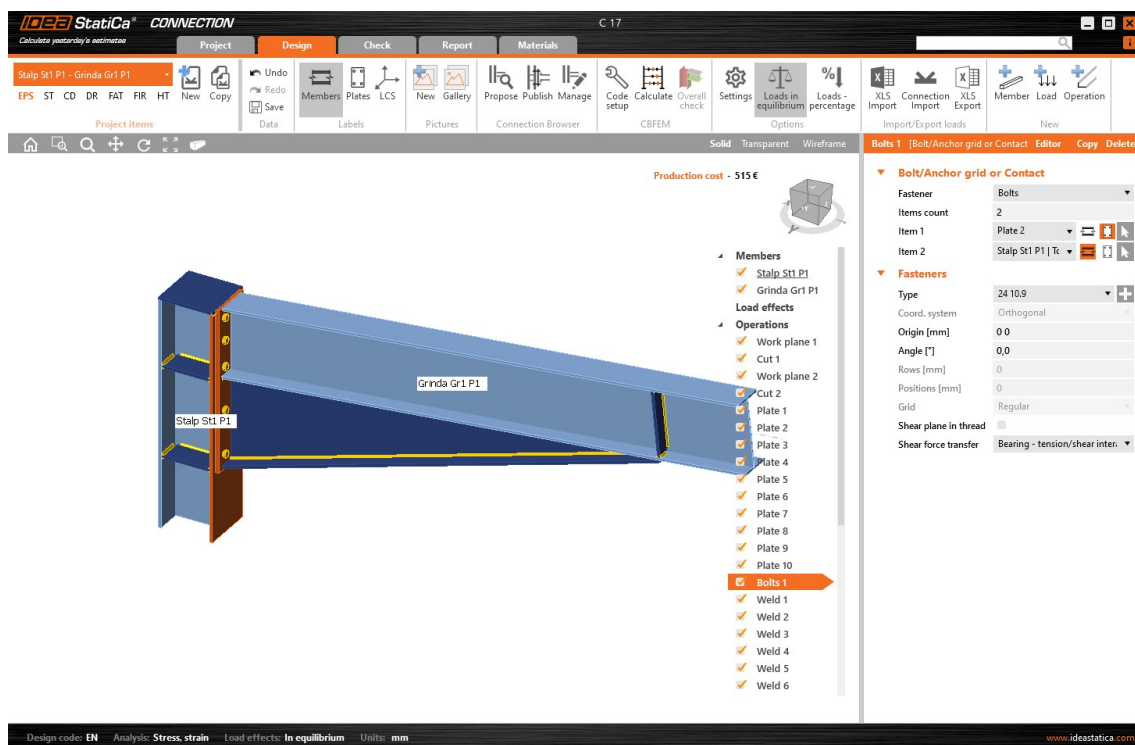 IDEA StatiCa® CONNECTION
C 17
Calculate yesterday's estimates
Project Design Check Report Materials
Stalp St1 P1 - Grinda Gr1 P1
EPS ST CD DR FAT FIR HT
New Copy
Project items
Undo
Redo
Save
Data
Members Plates LCS
Labels
New Gallery
Pictures
Propose Publish Manage
Connection Browser
Code setup Calculate Overall check
CBFEM
Settings Loads in equilibrium Loads - percentage
Options
XLS Import Connection Import XLS Export
Import/Export loads
Member Load Operation
New
Solid Transparent Wireframe
Bolts 1 [Bolt/Anchor grid or Contact Editor Copy Delete
Production cost - 515 €
Members
Stalp St1 P1
Grinda Gr1 P1
Load effects
Operations
Work plane 1
Cut 1
Work plane 2
Cut 2
Plate 1
Plate 2
Plate 3
Plate 4
Plate 5
Plate 6
Plate 7
Plate 8
Plate 9
Plate 10
Bolts 1
Weld 1
Weld 2
Weld 3
Weld 4
Weld 5
Weld 6
Grinda Gr1 P1
Stalp St1 P1
Bolt/Anchor grid or Contact
Fastener Bolts
Items count 2
Item 1 Plate 2
Item 2 Stalp St1 P1 | Tc
Fasteners
Type 24 10.9
Coord. system Orthogonal
Origin [mm] 0 0
Angle [°] 0,0
Rows [mm] 0
Positions [mm] 0
Grid Regular
Shear plane in thread
Shear force transfer Bearing - tension/shear intera
Design code: EN Analysis: Stress, strain Load effects: In equilibrium Units: mm
www.ideastatica.com